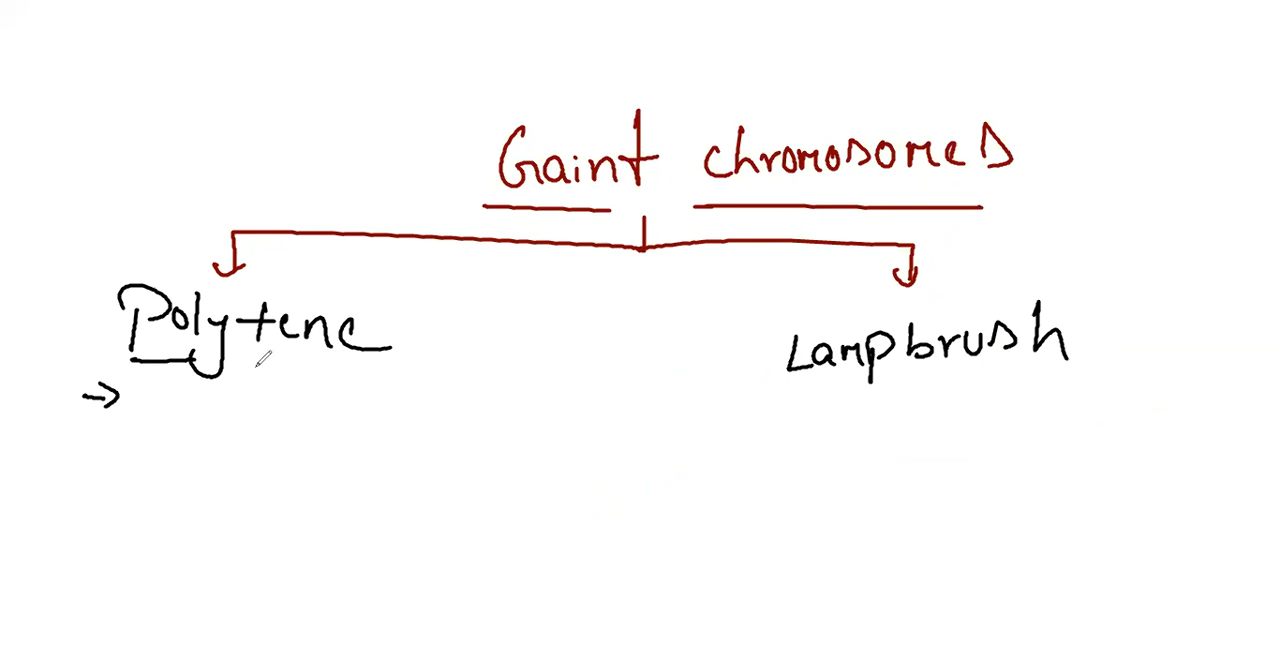 Gaint chromosomes
Polytene
Lampbrush
→